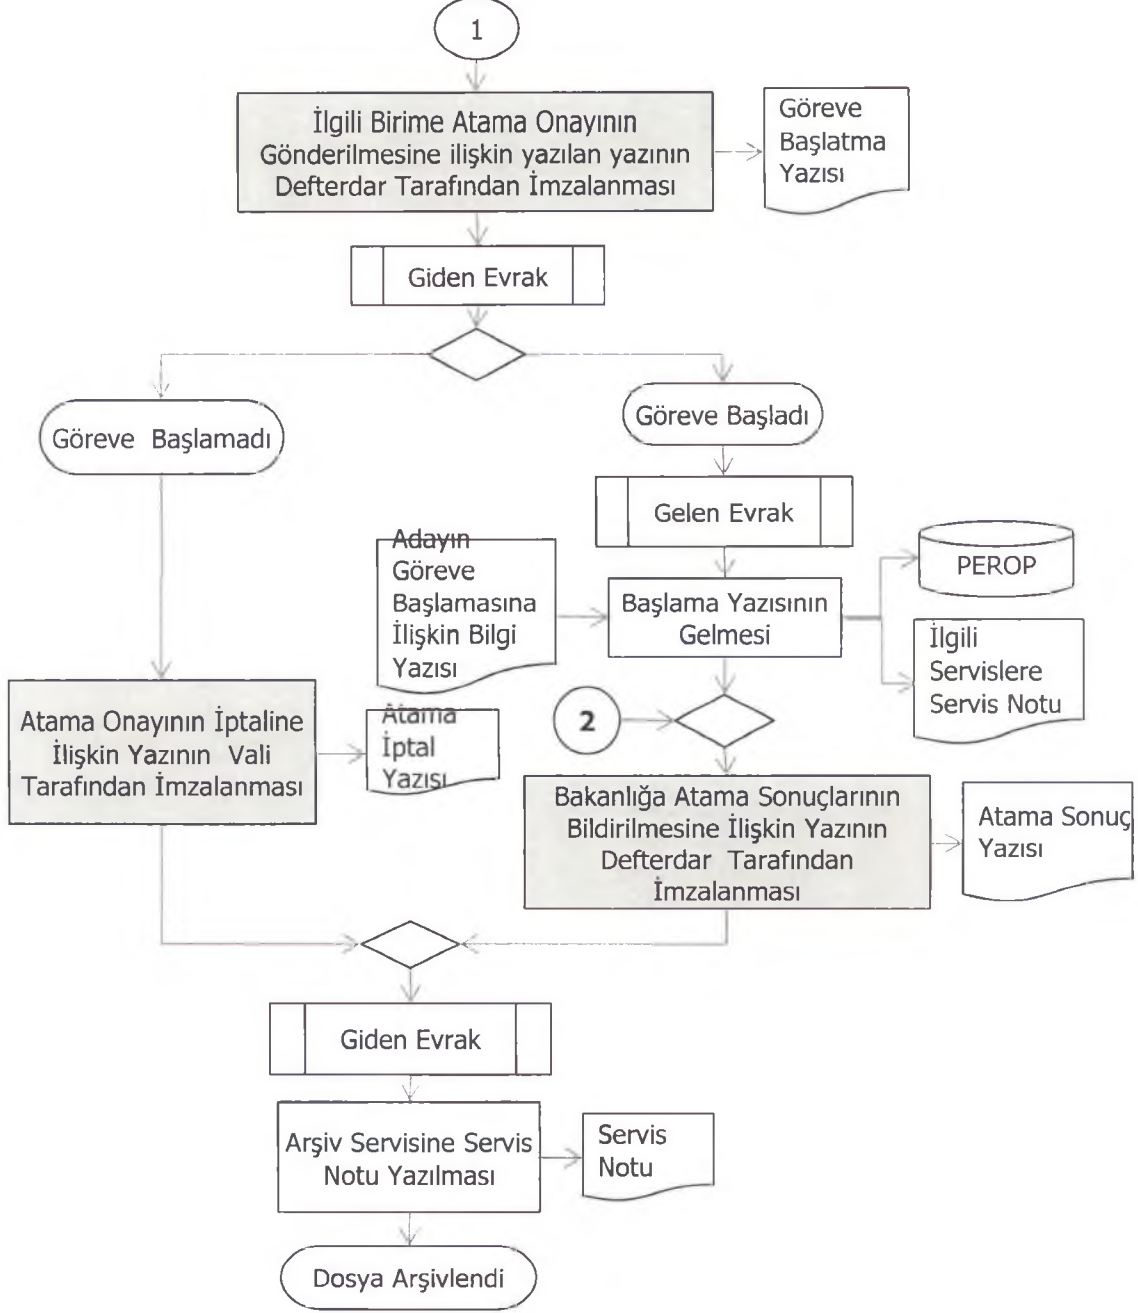 1
İlgili Birime Atama Onayının
Gönderilmesine ilişkin yazılan yazının
Defterdar Tarafından İmzalanması
Göreve
Başlatma
Yazısı
Giden Evrak
Göreve Başlamadı
Göreve Başladı
Gelen Evrak
Adayın
Göreve
Başlamasına
İlişkin Bilgi
Yazısı
Başlama Yazısının
Gelmesi
PEROP
İlgili
Servislere
Servis Notu
2
Atama Onayının İptaline
İlişkin Yazının Vali
Tarafından İmzalanması
Atama
İptal
Yazısı
Bakanlığa Atama Sonuçlarının
Bildirilmesine İlişkin Yazının
Defterdar Tarafından
İmzalanması
Atama Sonuç
Yazısı
Giden Evrak
Arşiv Servisine Servis
Notu Yazılması
Servis
Notu
Dosya Arşivlendi